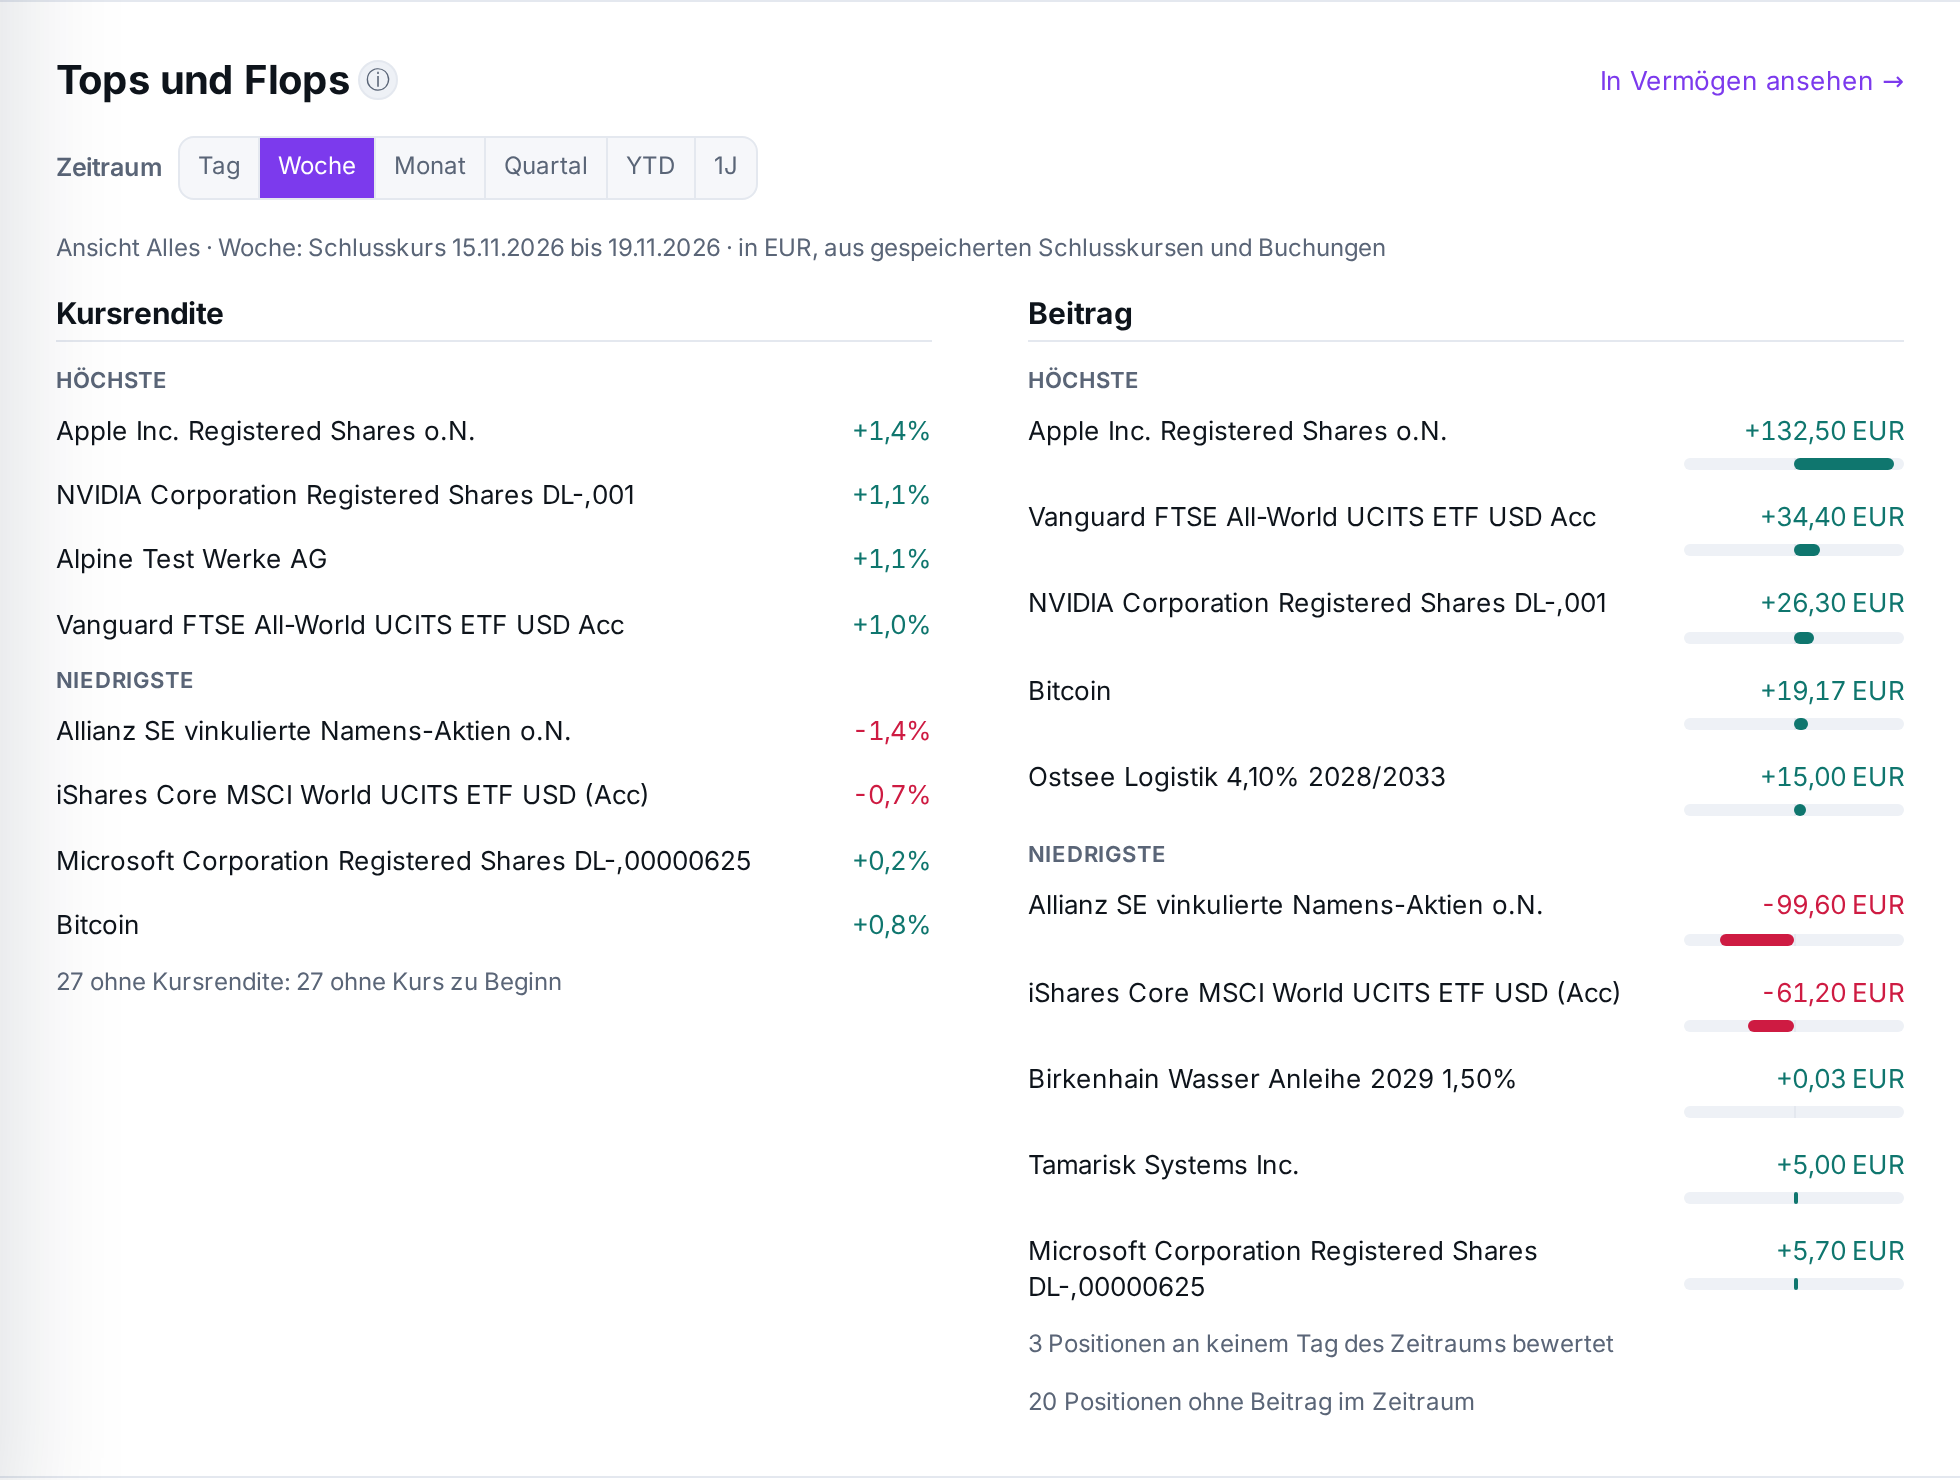 Tops und Flops ⓘ
In Vermögen ansehen →
Zeitraum
Tag
Woche
Monat
Quartal
YTD
1J
Ansicht Alles · Woche: Schlusskurs 15.11.2026 bis 19.11.2026 · in EUR, aus gespeicherten Schlusskursen und Buchungen
Kursrendite
HÖCHSTE
Apple Inc. Registered Shares o.N. +1,4%
NVIDIA Corporation Registered Shares DL-,001 +1,1%
Alpine Test Werke AG +1,1%
Vanguard FTSE All-World UCITS ETF USD Acc +1,0%
NIEDRIGSTE
Allianz SE vinkulierte Namens-Aktien o.N. -1,4%
iShares Core MSCI World UCITS ETF USD (Acc) -0,7%
Microsoft Corporation Registered Shares DL-,00000625 +0,2%
Bitcoin +0,8%
27 ohne Kursrendite: 27 ohne Kurs zu Beginn
Beitrag
HÖCHSTE
Apple Inc. Registered Shares o.N. +132,50 EUR
Vanguard FTSE All-World UCITS ETF USD Acc +34,40 EUR
NVIDIA Corporation Registered Shares DL-,001 +26,30 EUR
Bitcoin +19,17 EUR
Ostsee Logistik 4,10% 2028/2033 +15,00 EUR
NIEDRIGSTE
Allianz SE vinkulierte Namens-Aktien o.N. -99,60 EUR
iShares Core MSCI World UCITS ETF USD (Acc) -61,20 EUR
Birkenhain Wasser Anleihe 2029 1,50% +0,03 EUR
Tamarisk Systems Inc. +5,00 EUR
Microsoft Corporation Registered Shares +5,70 EUR
DL-,00000625
3 Positionen an keinem Tag des Zeitraums bewertet
20 Positionen ohne Beitrag im Zeitraum